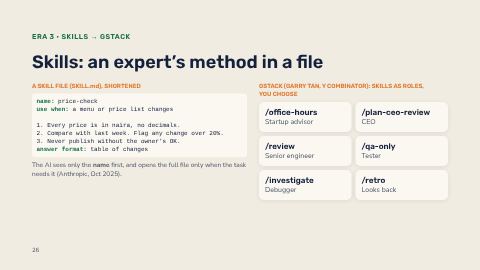 ERA 3 • SKILLS → GSTACK
Skills: an expert's method in a file
A SKILL FILE (SKILL.md), SHORTENED
name: price-check
use when: a menu or price list changes
1. Every price is in naira, no decimals.
2. Compare with last week. Flag any change over 20%.
3. Never publish without the owner's OK.
answer format: table of changes
The AI sees only the name first, and opens the full file only when the task
needs it (Anthropic, Oct 2025).
GSTACK (GARRY TAN, Y COMBINATOR): SKILLS AS ROLES,
YOU CHOOSE
/office-hours
Startup advisor
/plan-ceo-review
CEO
/review
Senior engineer
/qa-only
Tester
/investigate
Debugger
/retro
Looks back
26